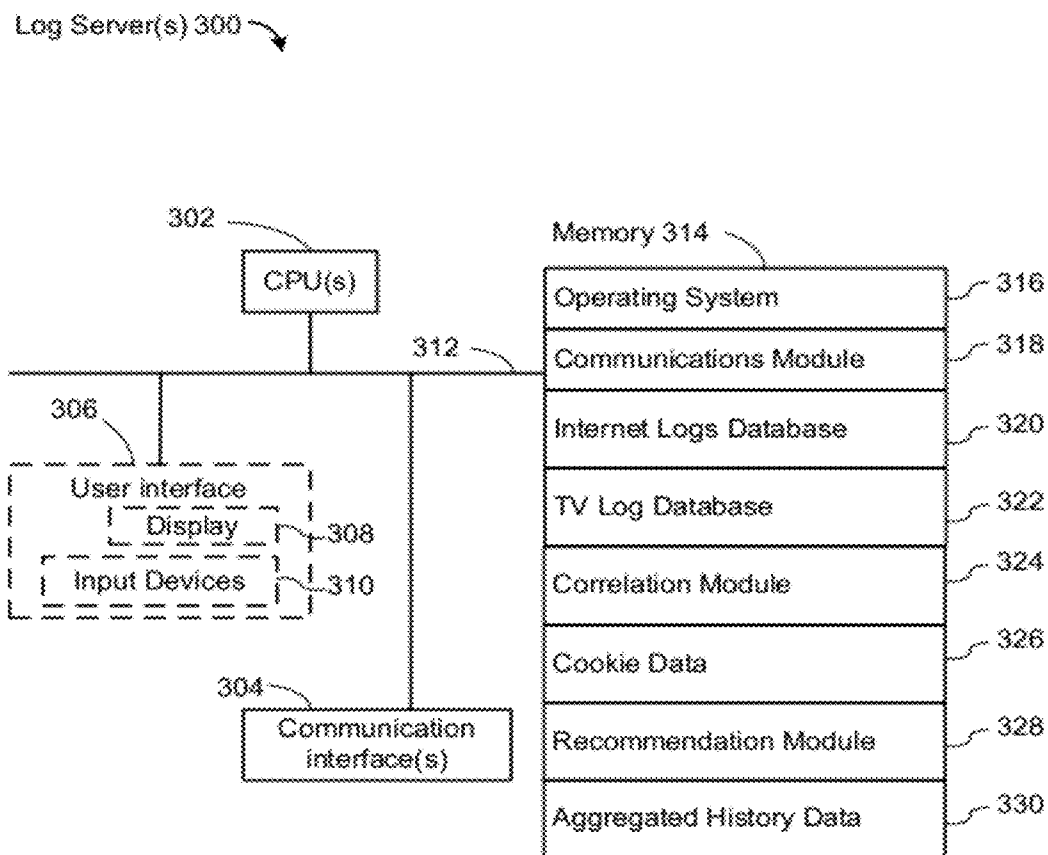 Log Server(s) 300
302
CPU(s)
Memory 314
Operating System
316
312
Communications Module
318
306
Internet Logs Database
320
User interface
Display
308
TV Log Database
322
Input Devices
310
Correlation Module
324
Cookie Data
326
304
Communication
interface(s)
Recommendation Module
328
Aggregated History Data
330